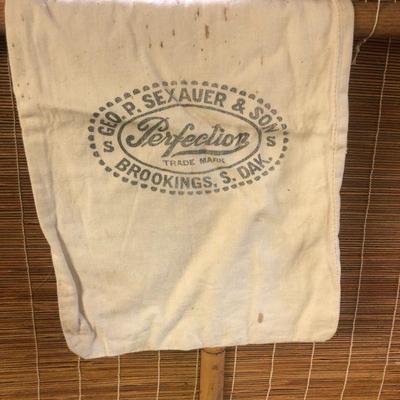 GEO. P. SEXAUER & SON
S Perfection S
TRADE MARK
BROOKINGS, S. DAK.